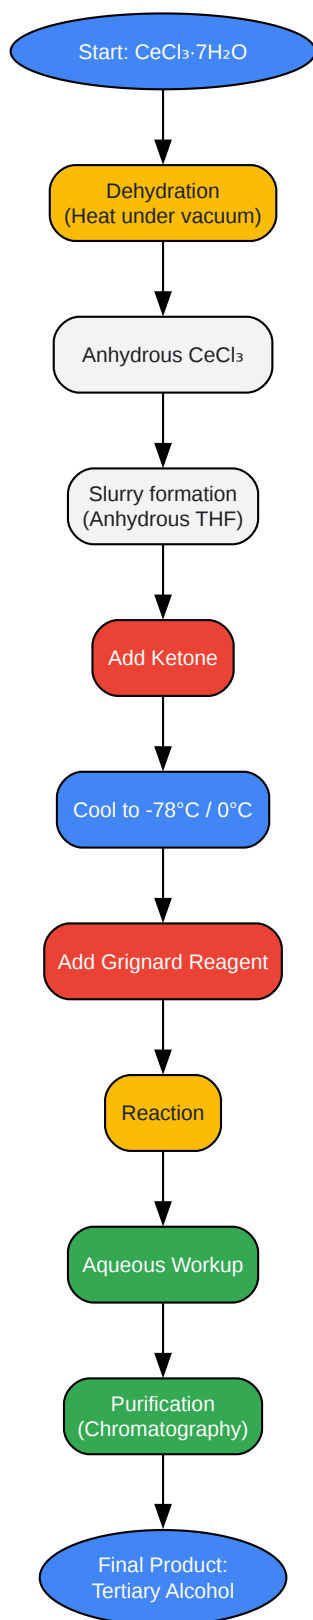 Start: CeCl₃·7H₂O
Dehydration
(Heat under vacuum)
Anhydrous CeCl₃
Slurry formation
(Anhydrous THF)
Add Ketone
Cool to -78°C / 0°C
Add Grignard Reagent
Reaction
Aqueous Workup
Purification
(Chromatography)
Final Product:
Tertiary Alcohol